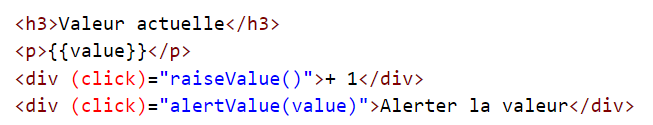 <h3>Valeur actuelle</h3>
<p>{{value}}</p>
<div (click)="raiseValue()">+ 1</div>
<div (click)="alertValue(value)">Alerter la valeur</div>